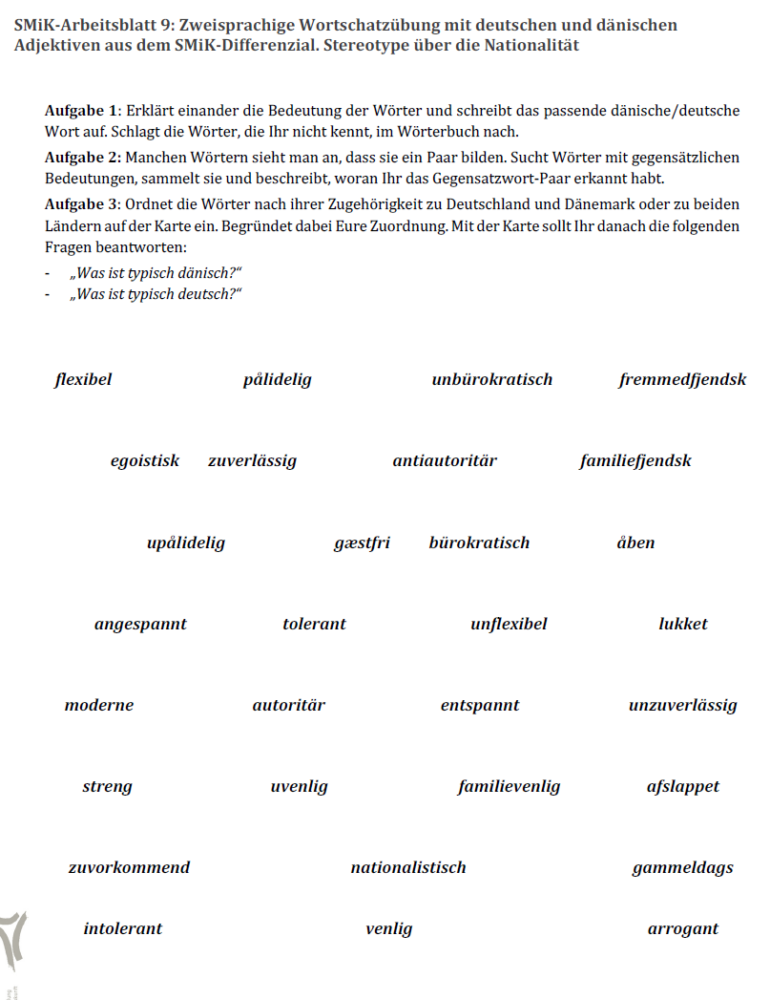 SMiK-Arbeitsblatt 9: Zweisprachige Wortschatzübung mit deutschen und dänischen
Adjektiven aus dem SMiK-Differenzial. Stereotype über die Nationalität
Aufgabe 1: Erklärt einander die Bedeutung der Wörter und schreibt das passende dänische/deutsche
Wort auf. Schlagt die Wörter, die Ihr nicht kennt, im Wörterbuch nach.
Aufgabe 2: Manchen Wörtern sieht man an, dass sie ein Paar bilden. Sucht Wörter mit gegensätzlichen
Bedeutungen, sammelt sie und beschreibt, woran Ihr das Gegensatzwort-Paar erkannt habt.
Aufgabe 3: Ordnet die Wörter nach ihrer Zugehörigkeit zu Deutschland und Dänemark oder zu beiden
Ländern auf der Karte ein. Begründet dabei Eure Zuordnung. Mit der Karte sollt Ihr danach die folgenden
Fragen beantworten:
- „Was ist typisch dänisch?“
- „Was ist typisch deutsch?“
flexibel pålidelig unbürokratisch fremmedfjendsk
egoistisk zuverlässig antiautoritär familiefjendsk
upålidelig gæstfri bürokratisch åben
angespannt tolerant unflexibel lukket
moderne autoritär entspannt unzuverlässig
streng uvenlig familievenlig afslappet
zuvorkommend nationalistisch gammeldags
intolerant venlig arrogant